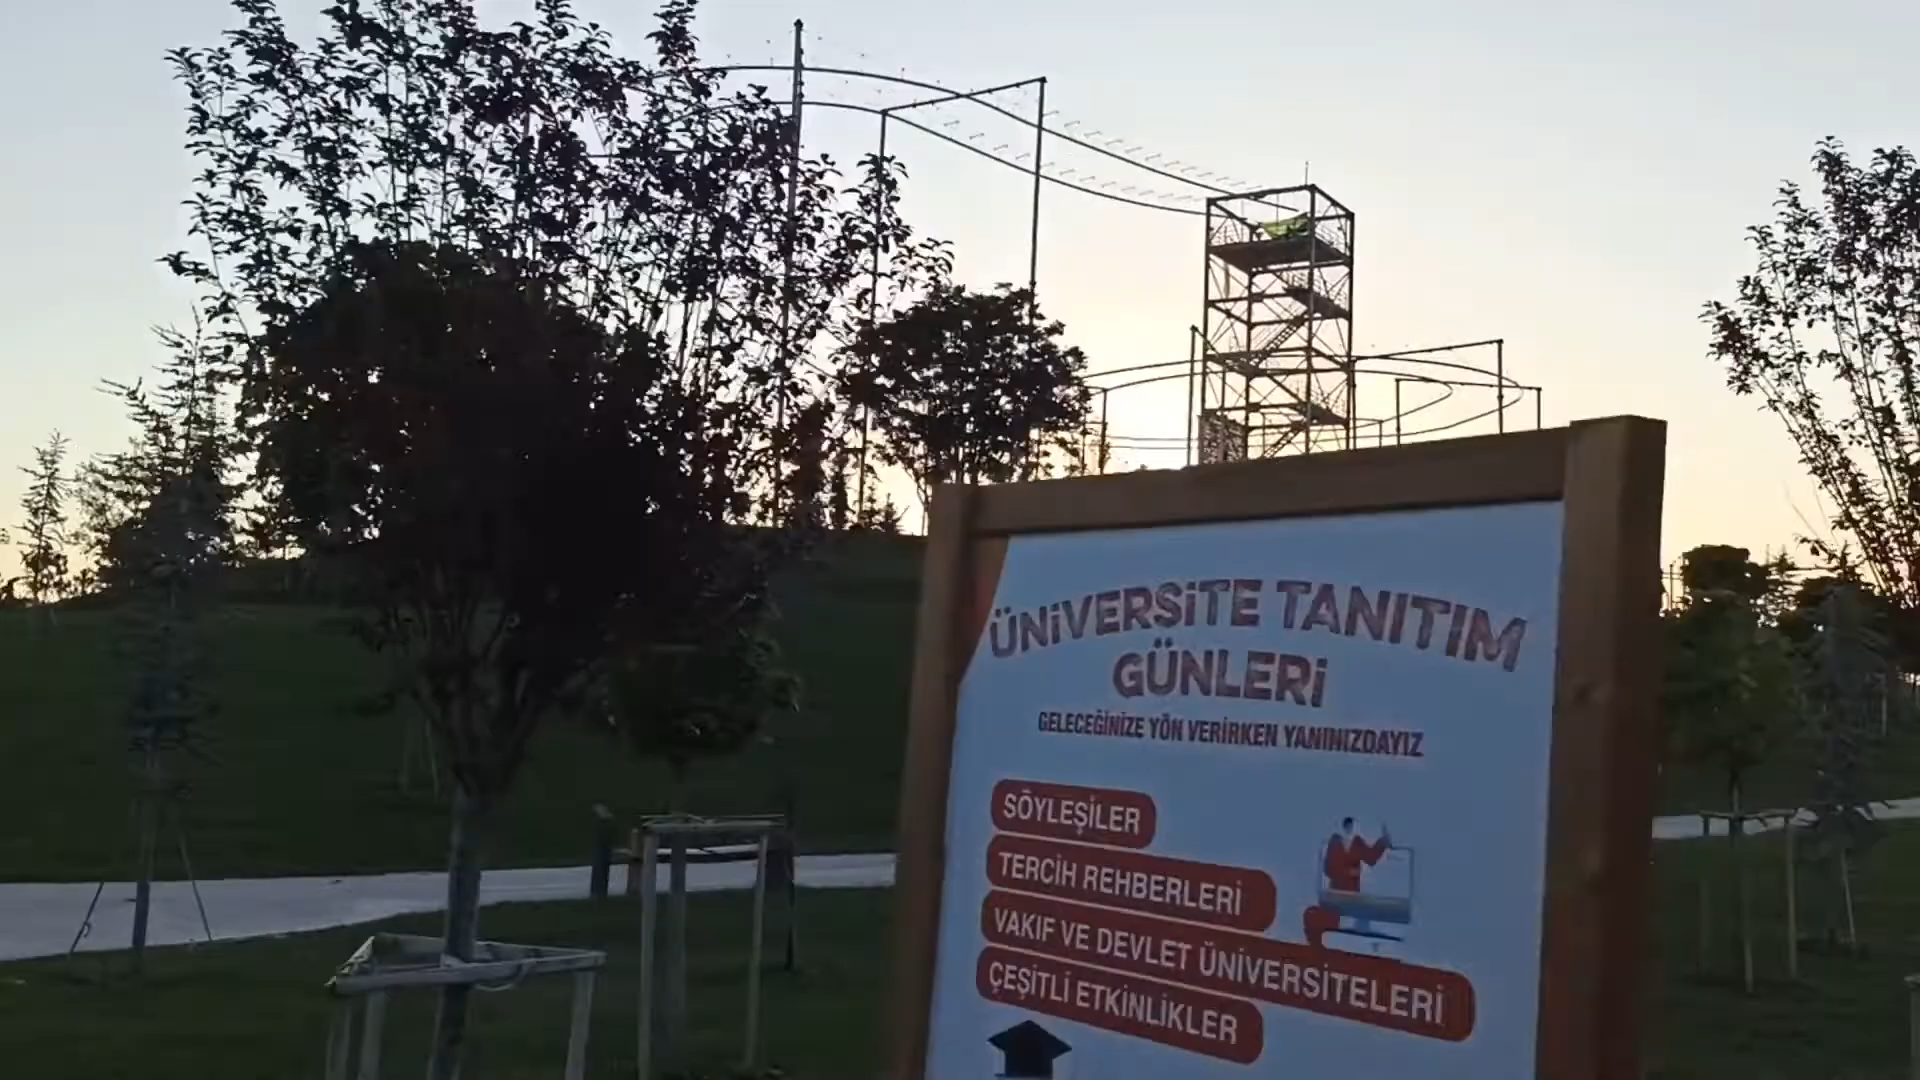 ÜNİVERSİTE TANITIM
GÜNLERİ
GELECEĞİNİZE YÖN VERİRKEN YANINIZDAYIZ
SÖYLEŞİLER
TERCİH REHBERLERİ
VAKIF VE DEVLET ÜNİVERSİTELERİ
ÇEŞİTLİ ETKİNLİKLER